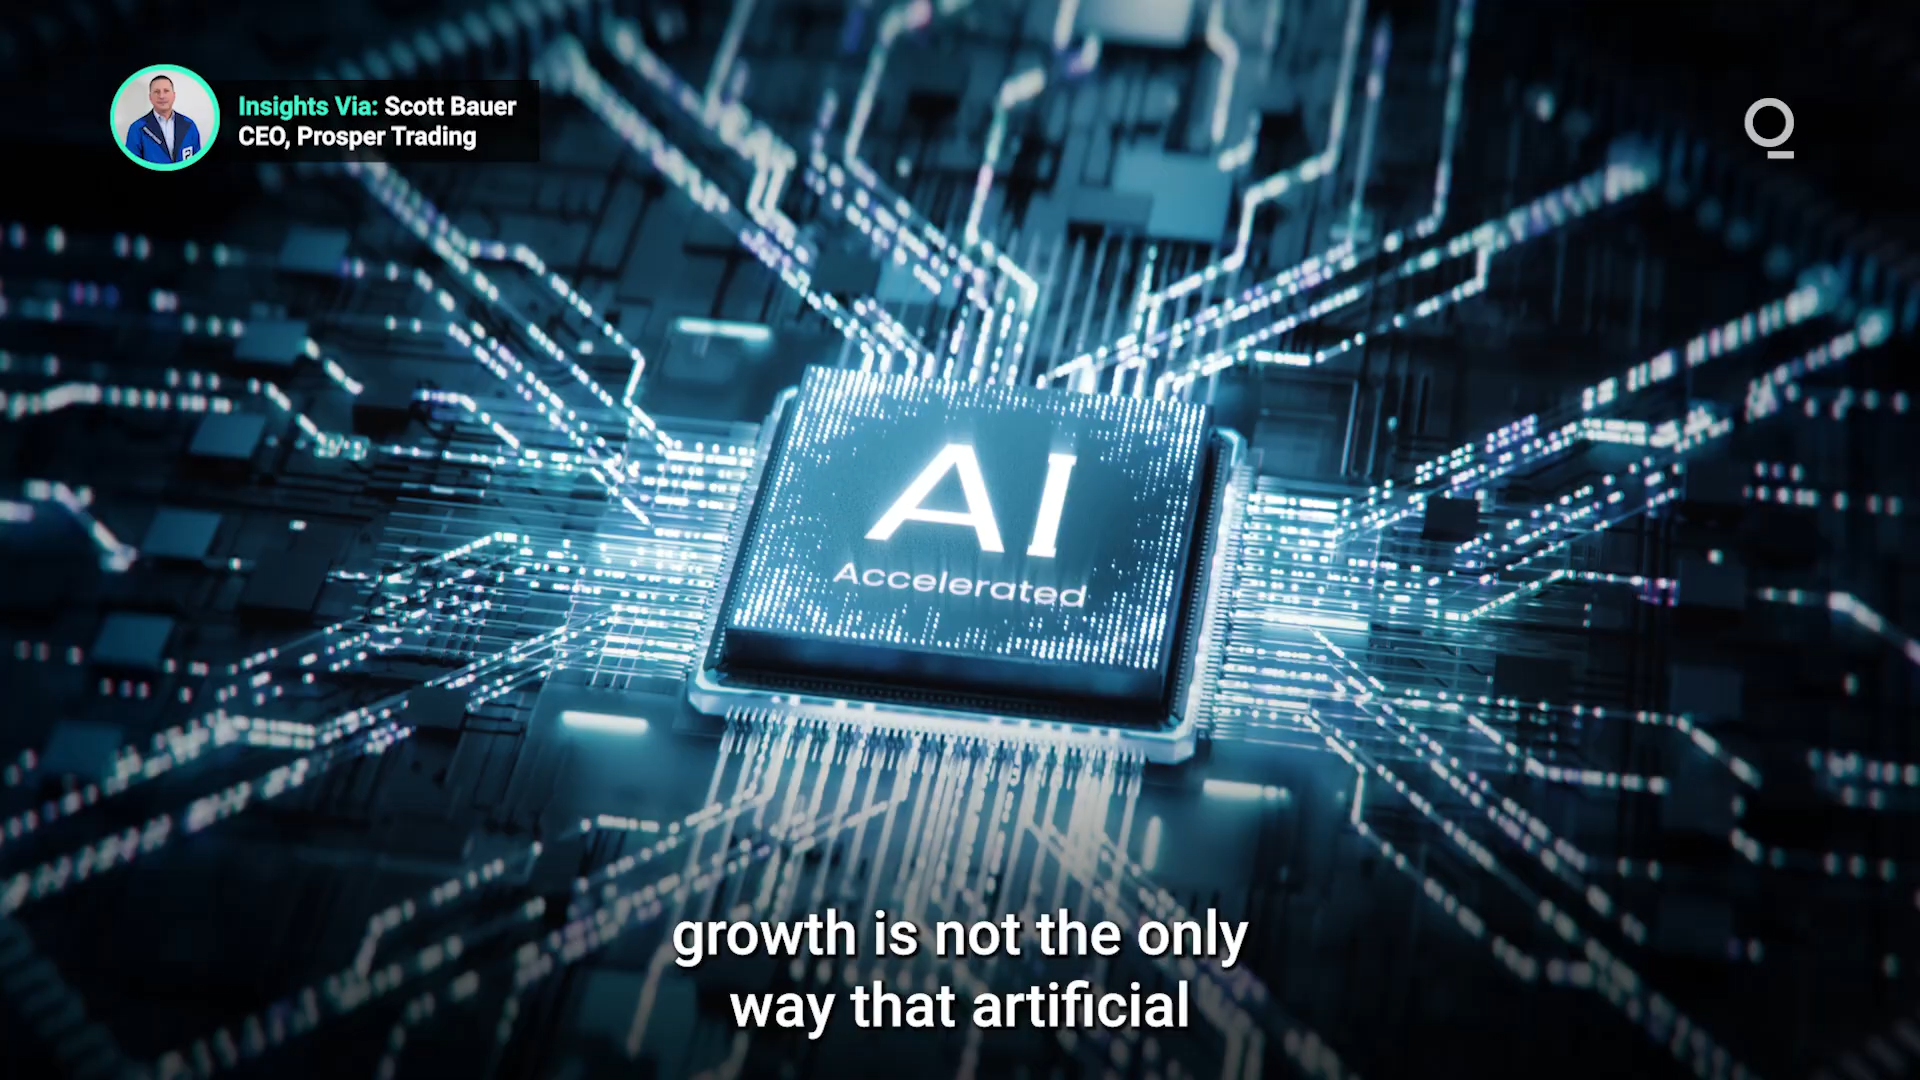 Insights Via: Scott Bauer
CEO, Prosper Trading
AI
Accelerated
growth is not the only
way that artificial